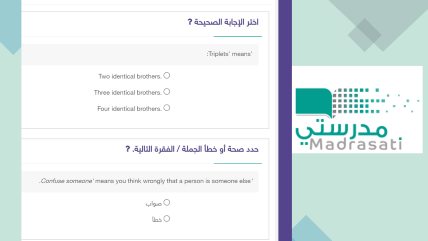 اختر الإجابة الصحيحة ?
:Triplets' means'
Two identical brothers.
Three identical brothers.
Four identical brothers.
حدد صحة أو خطأ الجملة / الفقرة التالية. ?
.Confuse someone' means you think wrongly that a person is someone else'
صواب
خطأ
مدرستي
Madrasati